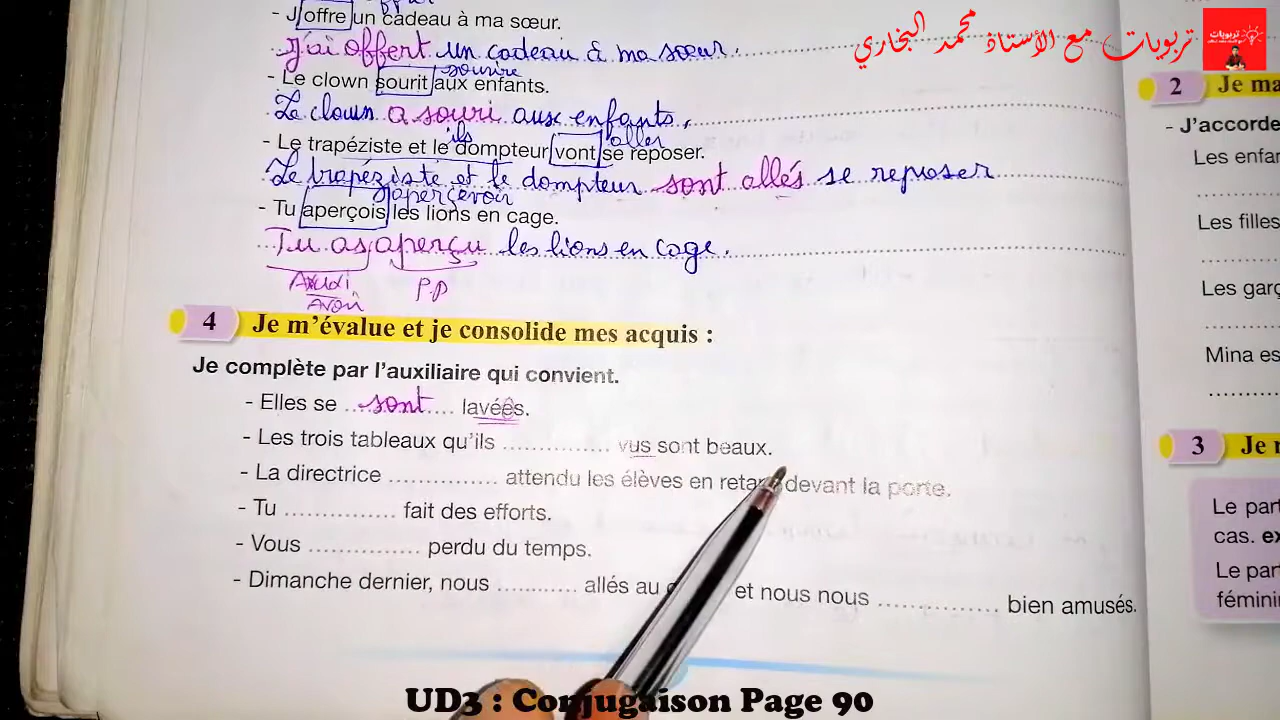 - J'offre un cadeau à ma sœur.
J'ai offert un cadeau à ma sœur.
sourire
- Le clown sourit aux enfants.
Le clown a souri aux enfants.
ils aller
- Le trapéziste et le dompteur vont se reposer.
Le trapéziste et le dompteur sont allés se reposer
aperçevoir
- Tu aperçois les lions en cage.
Tu as aperçu les lions en cage.
Auxi P.P
Avoir
4 Je m'évalue et je consolide mes acquis :
Je complète par l'auxiliaire qui convient.
- Elles se ....sont.... lavées.
- Les trois tableaux qu'ils ............... vus sont beaux.
- La directrice ............... attendu les élèves en retard devant la porte.
- Tu ............... fait des efforts.
- Vous ............... perdu du temps.
- Dimanche dernier, nous ............ allés au et nous nous ................ bien amusés.
تربويات مع الأستاذ محمد البخاري
تربويات
2 Je ma
- J'accorde
Les enfan
Les filles
Les garç
Mina es
3 Je r
Le part
cas. ex
Le part
fémini
UD3 : Conjugaison Page 90